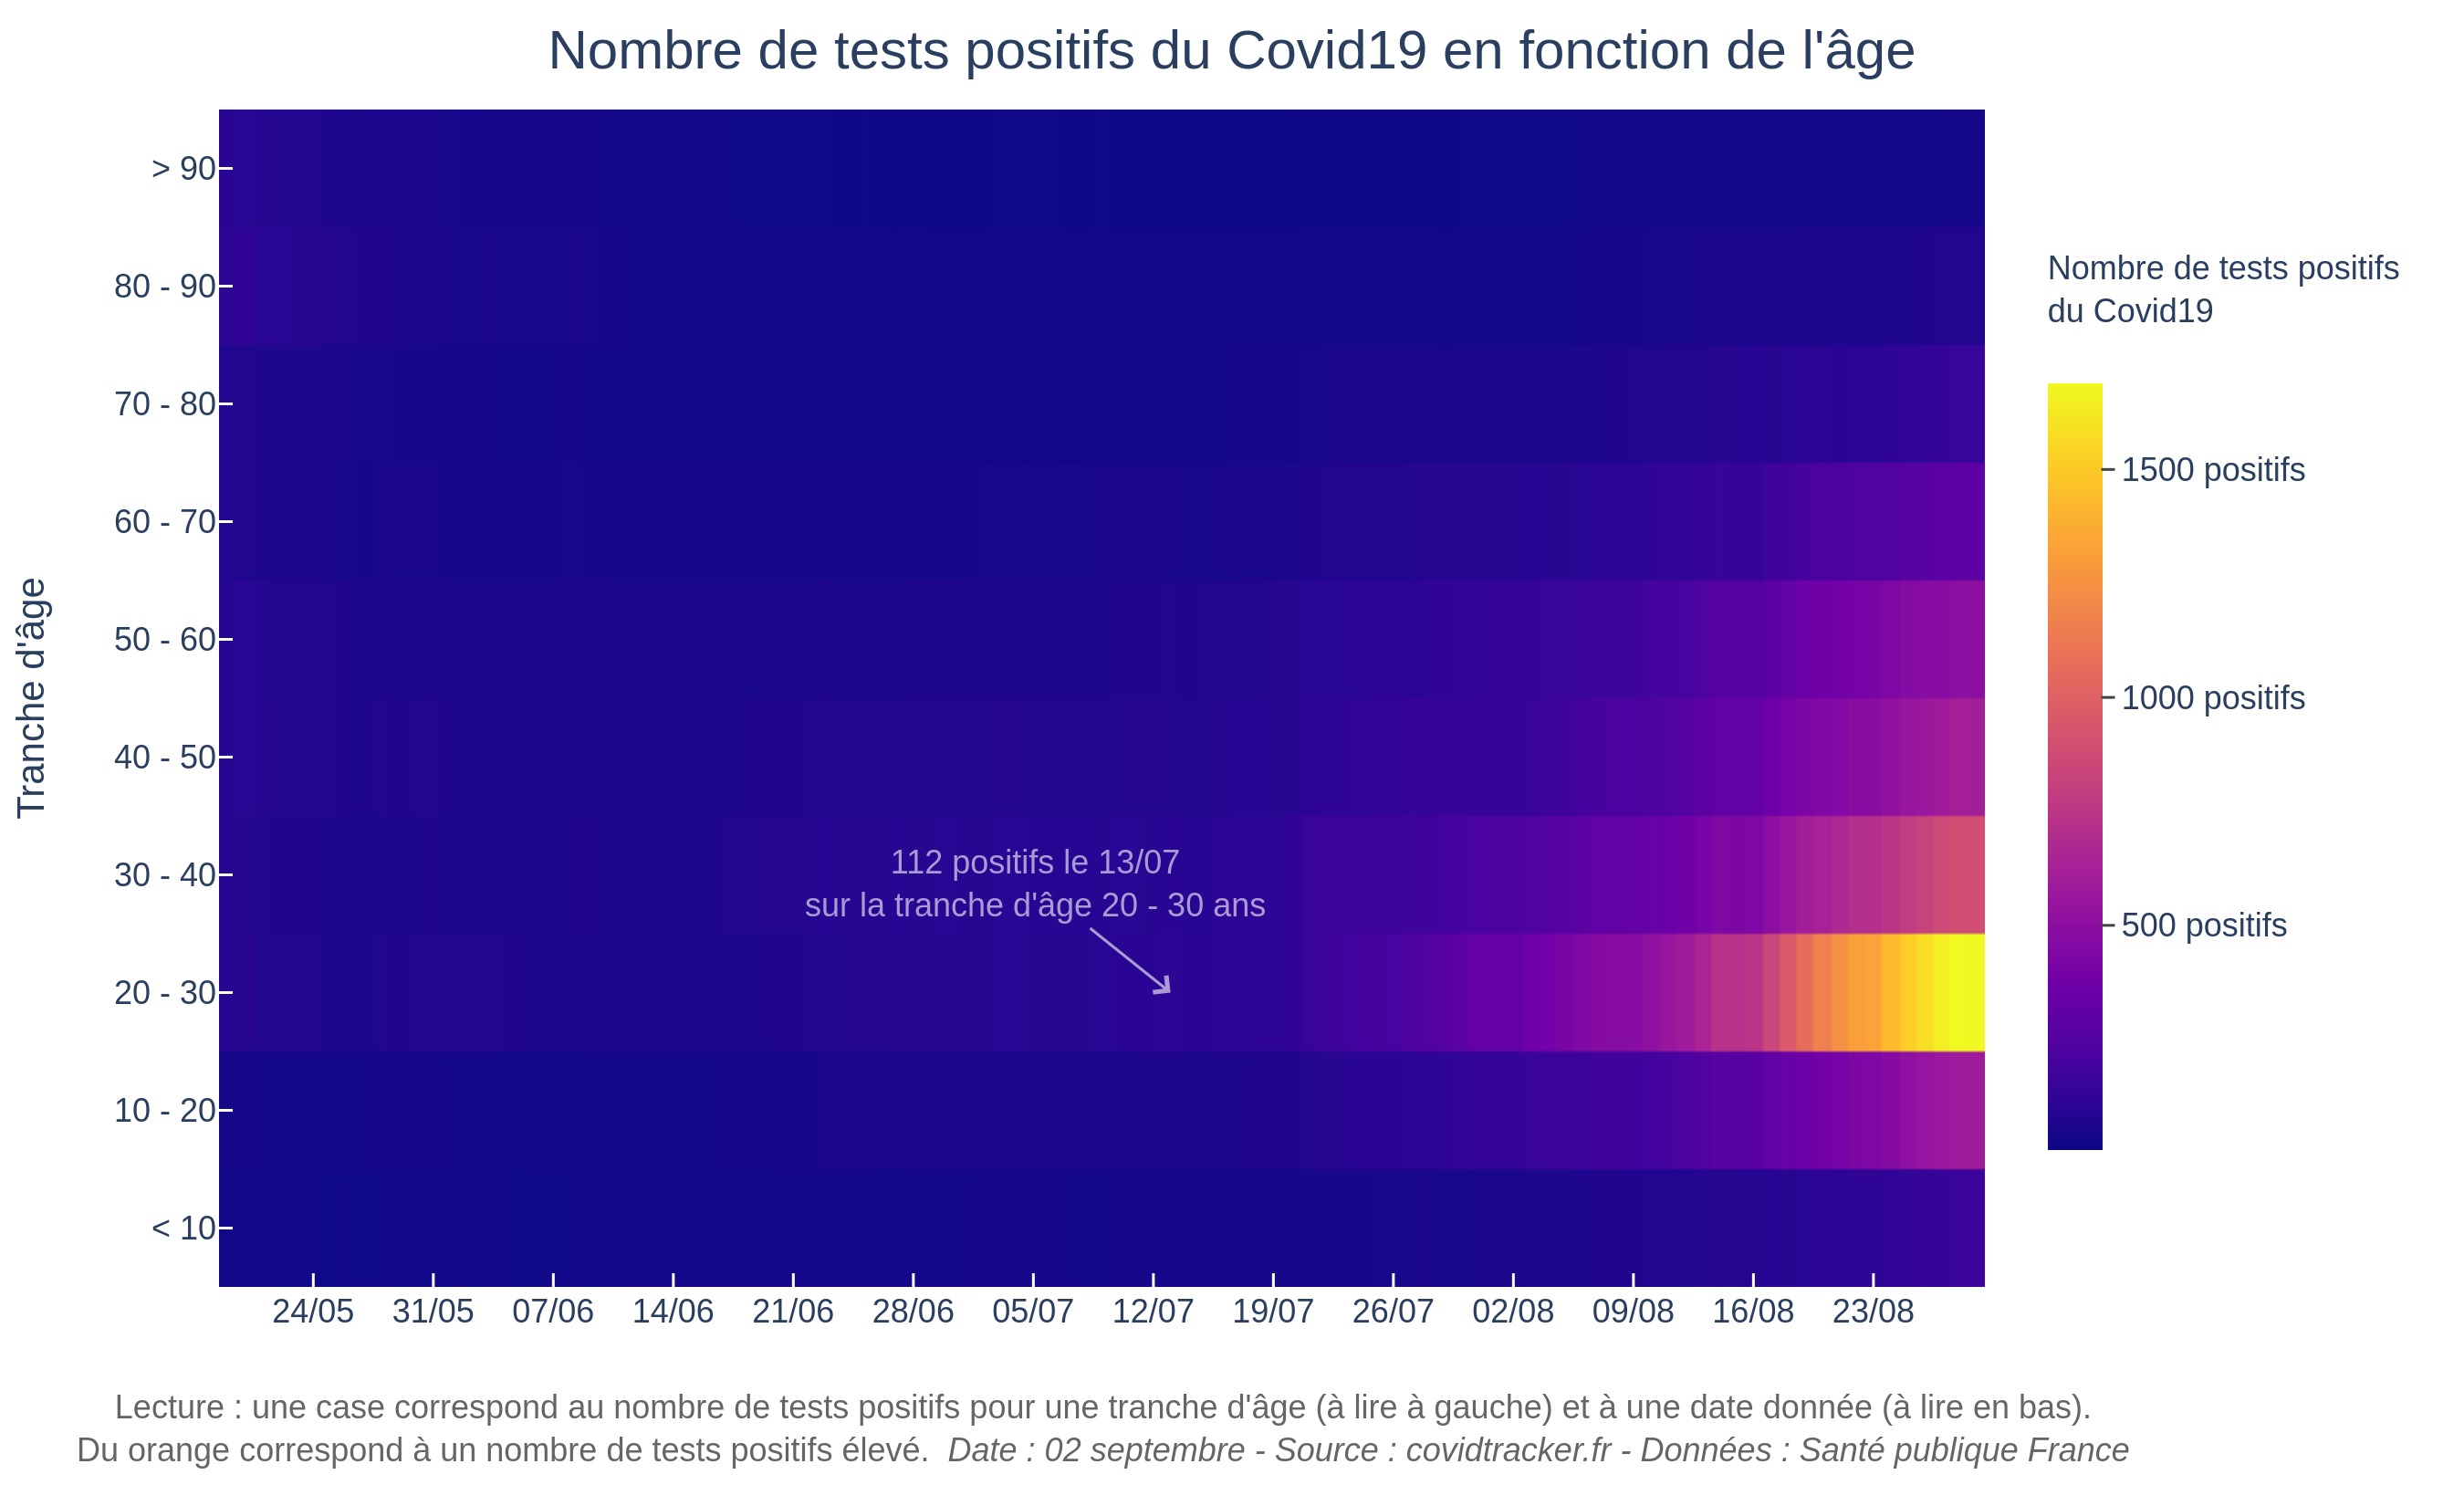 Nombre de tests positifs du Covid19 en fonction de l'âge
Tranche d'âge
> 90
80 - 90
70 - 80
60 - 70
50 - 60
40 - 50
30 - 40
20 - 30
10 - 20
< 10
112 positifs le 13/07
sur la tranche d'âge 20 - 30 ans
24/05 31/05 07/06 14/06 21/06 28/06 05/07 12/07 19/07 26/07 02/08 09/08 16/08 23/08
Nombre de tests positifs
du Covid19
1500 positifs
1000 positifs
500 positifs
Lecture : une case correspond au nombre de tests positifs pour une tranche d'âge (à lire à gauche) et à une date donnée (à lire en bas).
Du orange correspond à un nombre de tests positifs élevé. Date : 02 septembre - Source : covidtracker.fr - Données : Santé publique France